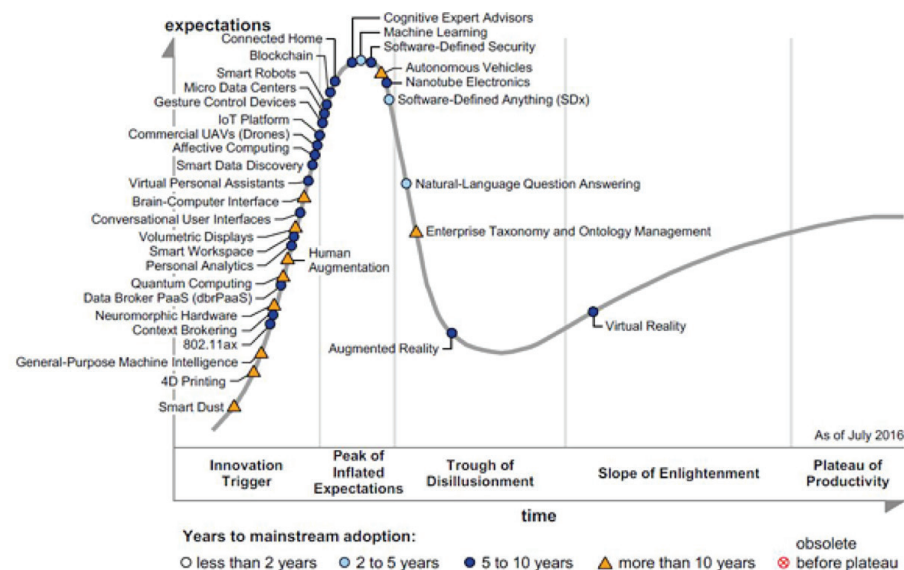 expectations
Cognitive Expert Advisors
Machine Learning
Software-Defined Security
Autonomous Vehicles
Nanotube Electronics
Software-Defined Anything (SDx)
Connected Home
Blockchain
Smart Robots
Micro Data Centers
Gesture Control Devices
IoT Platform
Commercial UAVs (Drones)
Affective Computing
Smart Data Discovery
Virtual Personal Assistants
Brain-Computer Interface
Conversational User Interfaces
Volumetric Displays
Smart Workspace
Personal Analytics
Human
Augmentation
Quantum Computing
Data Broker PaaS (dbrPaaS)
Neuromorphic Hardware
Context Brokering
802.11ax
General-Purpose Machine Intelligence
4D Printing
Smart Dust
Natural-Language Question Answering
Enterprise Taxonomy and Ontology Management
Augmented Reality
Virtual Reality
As of July 2016
Innovation
Trigger
Peak of
Inflated
Expectations
Trough of
Disillusionment
Slope of Enlightenment
Plateau of
Productivity
time
Years to mainstream adoption:
less than 2 years
2 to 5 years
5 to 10 years
more than 10 years
obsolete
before plateau